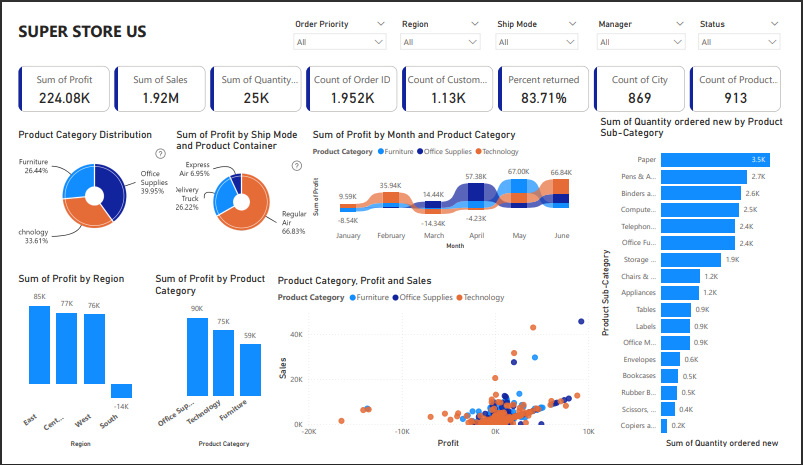 SUPER STORE US
Order Priority
All
Region
All
Ship Mode
All
Manager
All
Status
All
Sum of Profit
224.08K
Sum of Sales
1.92M
Sum of Quantity...
25K
Count of Order ID
1.952K
Count of Custom...
1.13K
Percent returned
83.71%
Count of City
869
Count of Product...
913
Product Category Distribution
Furniture
26.44%
Office
Supplies
39.95%
chnology
33.61%
Sum of Profit by Ship Mode
and Product Container
Express
Air 6.95%
Delivery
Truck
26.22%
Regular
Air
66.83%
Sum of Profit by Month and Product Category
Product Category Furniture Office Supplies Technology
Sum of Profit
9.59K
-8.54K
35.94K
14.44K
-14.34K
57.38K
-4.23K
67.00K
66.84K
January
February
March
April
May
June
Month
Sum of Quantity ordered new by Product
Sub-Category
Product Sub-Category
Paper 3.5K
Pens & A... 2.7K
Binders a... 2.6K
Compute... 2.5K
Telephon... 2.4K
Office Fu... 2.4K
Storage ... 1.9K
Chairs & ... 1.2K
Appliances 1.2K
Tables 0.9K
Labels 0.9K
Office M... 0.9K
Envelopes 0.6K
Bookcases 0.5K
Rubber B... 0.5K
Scissors, ... 0.4K
Copiers a... 0.2K
Sum of Quantity ordered new
Sum of Profit by Region
85K
77K
76K
-14K
East
Cent...
West
South
Region
Sum of Profit by Product
Category
90K
75K
59K
Office Sup...
Technology
Furniture
Product Category
Product Category, Profit and Sales
Product Category Furniture Office Supplies Technology
Sales
40K
20K
0K
-20K
-10K
0K
10K
Profit